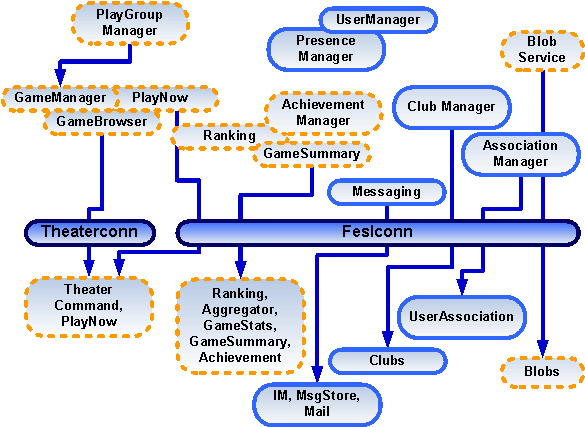 PlayGroup
Manager
UserManager
Presence
Manager
Blob
Service
GameManager
PlayNow
GameBrowser
Achievement
Manager
Club Manager
Ranking
GameSummary
Association
Manager
Messaging
Theaterconn
Feslconn
Theater
Command,
PlayNow
Ranking,
Aggregator,
GameStats,
GameSummary,
Achievement
UserAssociation
Clubs
Blobs
IM, MsgStore,
Mail